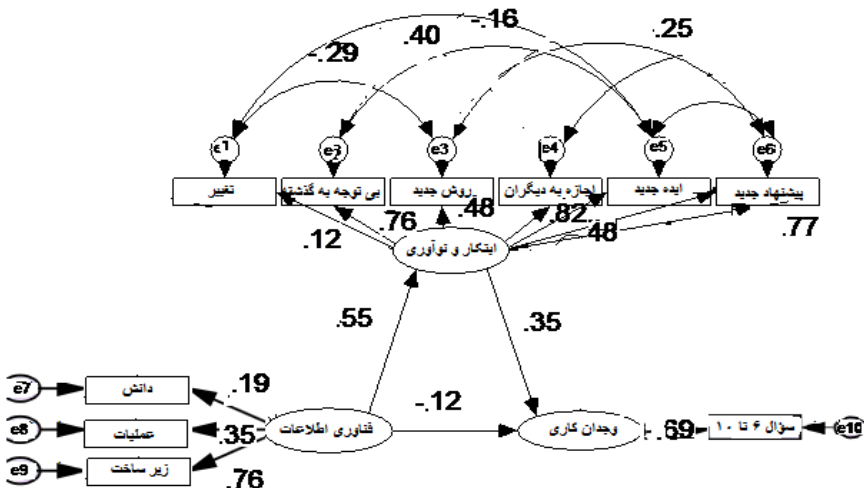 -.16
.40
.25
-.29
e1
e2
e3
e4
e5
e6
تغییر
بی توجه به گذشته
روش جدید
اجازه به دیگران
ایده جدید
پیشنهاد جدید
.12
.76
.48
.82
.48
.77
ابتکار و نوآوری
.55
.35
e7
دانش
.19
-.12
e8
عملیات
.35
فناوری اطلاعات
وجدان کاری
-.69
سؤال ۶ تا ۱۰
e10
e9
زیر ساخت
.76